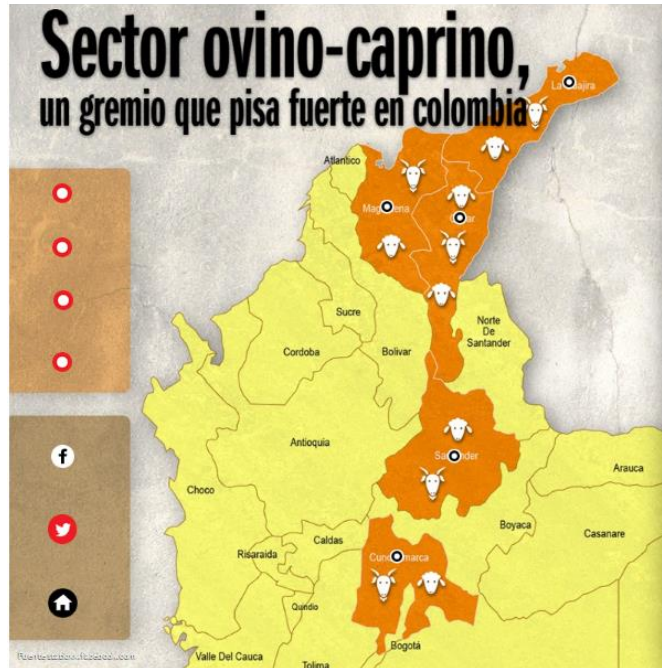 Sector ovino-caprino,
un gremio que pisa fuerte en colombia
La Guajira
Atlantico
Magdalena
Cesar
Sucre
Norte
De
Santander
Cordoba
Bolivar
Antioquia
Santander
Arauca
Choco
Boyaca
Casanare
Caldas
Risaralda
Cundinamarca
Quindio
Bogotá
Valle Del Cauca
Tolima